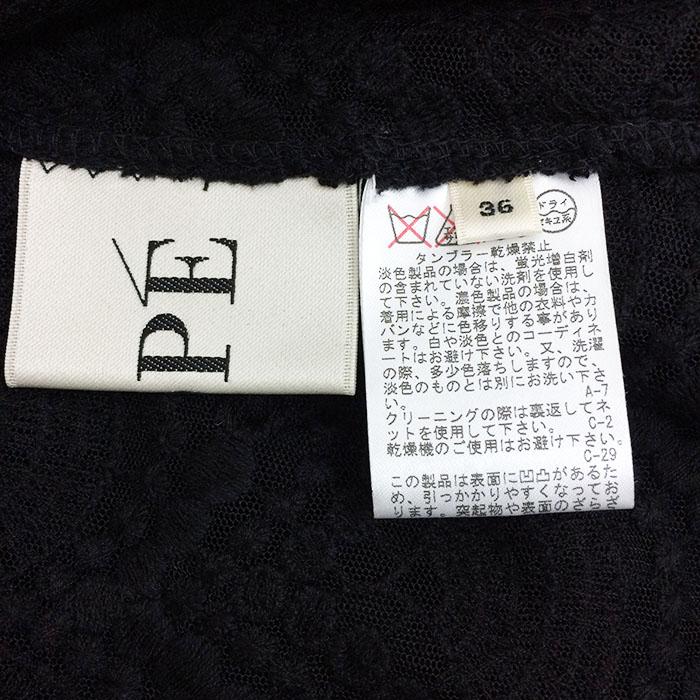 PÉ
36
ドライ
セキユ系
タンブラー乾燥禁止
淡色製品の場合は、蛍光増白剤
の含まれていない洗剤を使用し
て下さい。濃色製品の場合は、
着用による摩擦で他の衣料やカ
バンなどに色移りする事があり
ます。白や淡色とのコーディネ
ートはお避け下さい。又、洗濯
の際、多少色落ちしますので、
淡色のものとは別にお洗い下さ
い。
A-7
クリーニングの際は裏返してネ
ットを使用して下さい。 C-2
乾燥機のご使用はお避け下さい。
C-29
この製品は表面に凹凸があるた
め、引っかかりやすくなってお
ります。突起物や表面のざらざ